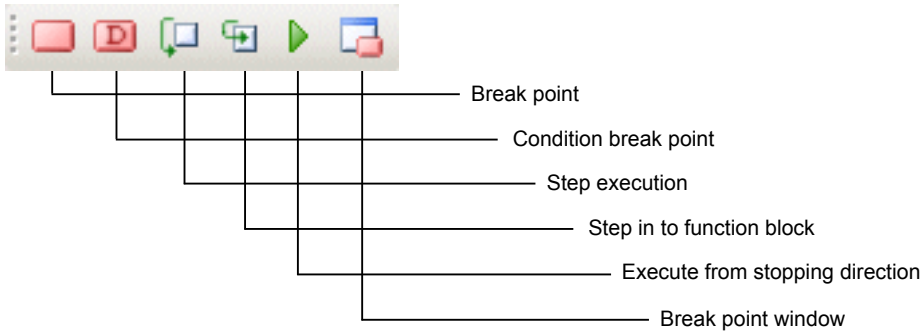 D
Break point
Condition break point
Step execution
Step in to function block
Execute from stopping direction
Break point window